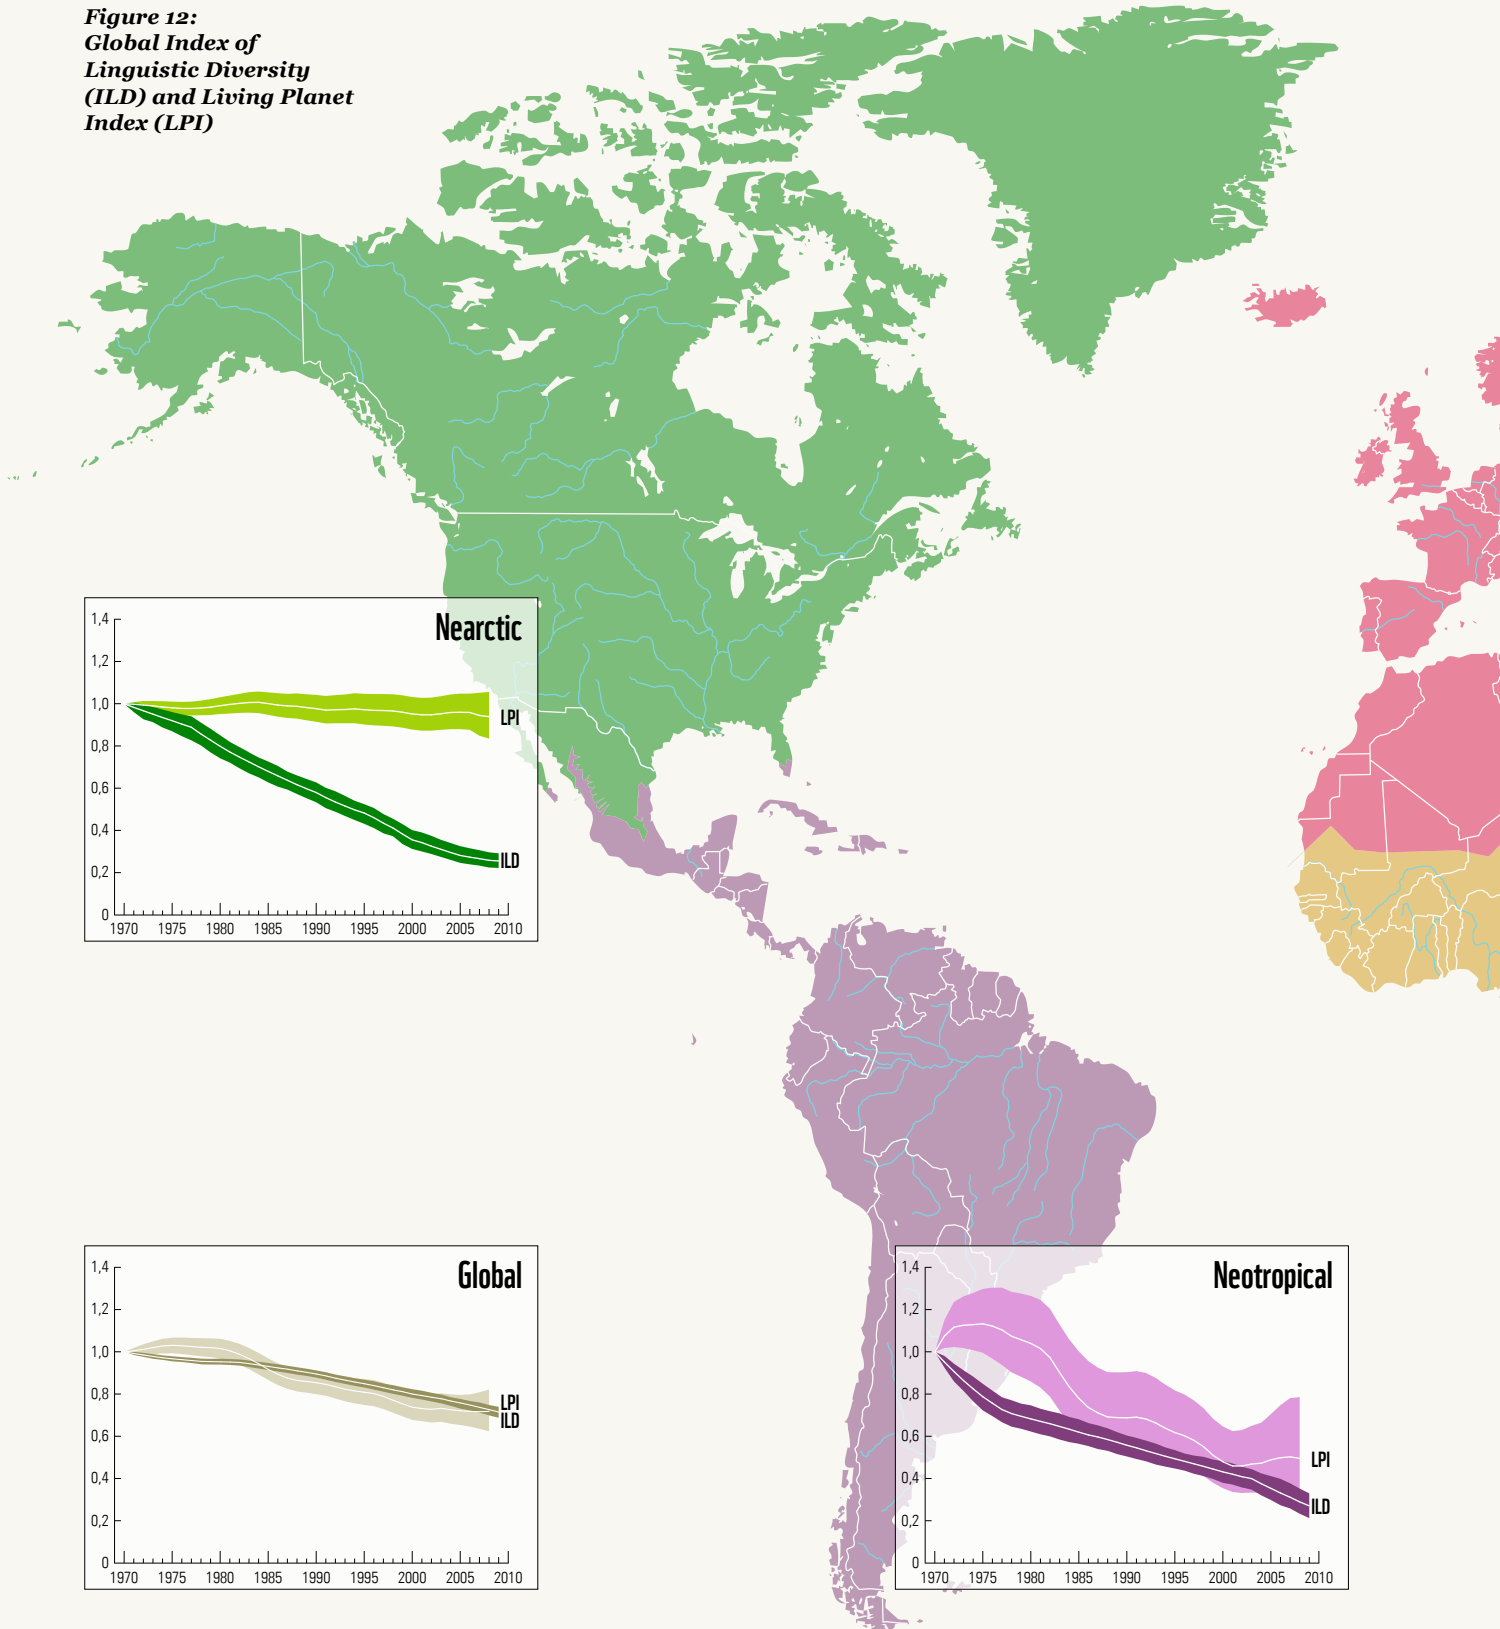 Figure 12:
Global Index of
Linguistic Diversity
(ILD) and Living Planet
Index (LPI)
Nearctic
1,4
1,2
1,0
0,8
0,6
0,4
0,2
0
LPI
ILD
1970 1975 1980 1985 1990 1995 2000 2005 2010
Global
1,4
1,2
1,0
0,8
0,6
0,4
0,2
0
LPI
ILD
1970 1975 1980 1985 1990 1995 2000 2005 2010
Neotropical
1,4
1,2
1,0
0,8
0,6
0,4
0,2
0
LPI
ILD
1970 1975 1980 1985 1990 1995 2000 2005 2010